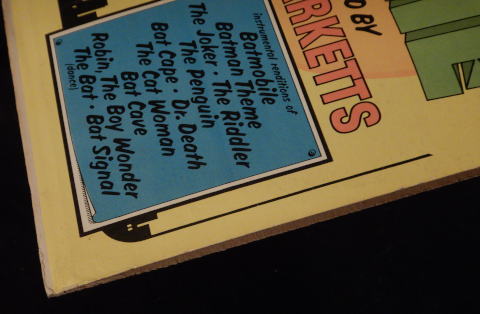 D BY
ARKETTS
instrumental renditions of
Batmobile
Batman Theme
The Joker • The Riddler
The Penguin
Bat Cape • Dr. Death
The Cat Woman
Bat Cave
Robin, The Boy Wonder
The Bat • Bat Signal
(dance)